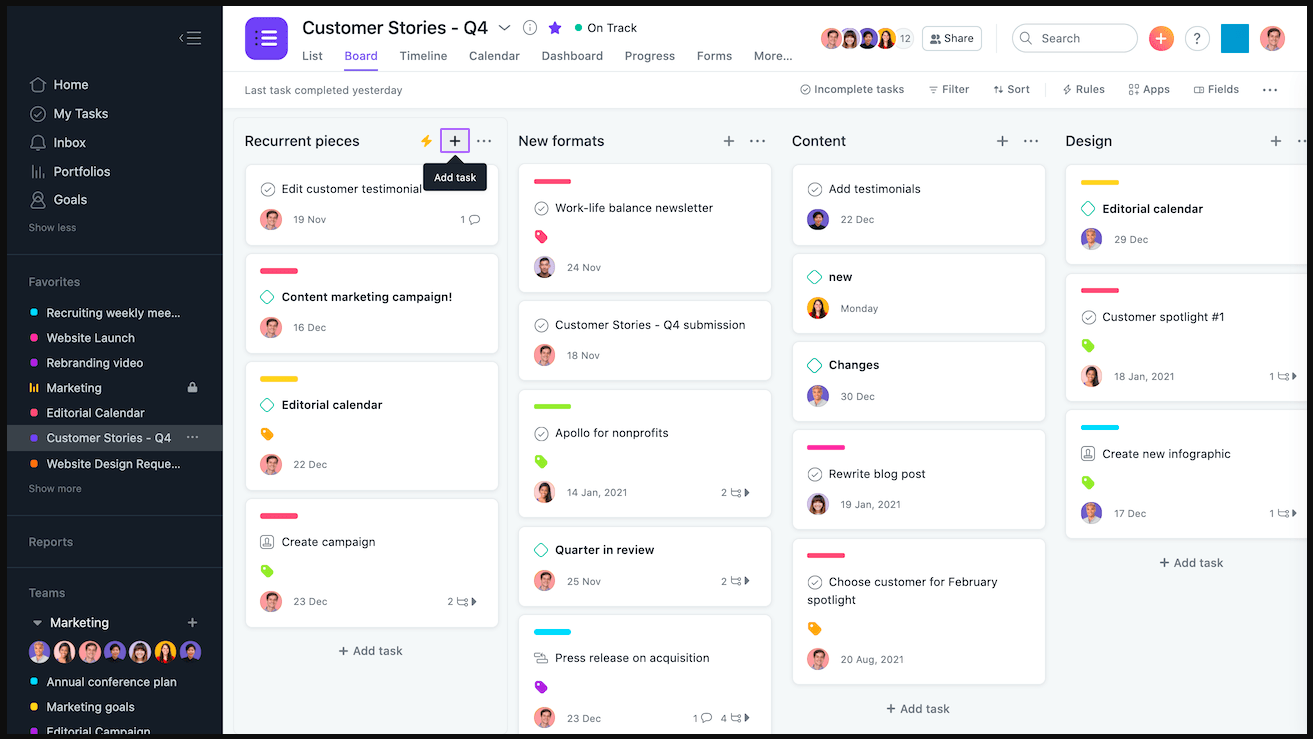 Home
My Tasks
Inbox
Portfolios
Goals
Show less
Favorites
Recruiting weekly mee...
Website Launch
Rebranding video
Marketing
Editorial Calendar
Customer Stories - Q4
Website Design Reque...
Show more
Reports
Teams
Marketing
Annual conference plan
Marketing goals
Editorial Campaign
Customer Stories - Q4
On Track
List Board Timeline Calendar Dashboard Progress Forms More...
12
Share
Search
?
Last task completed yesterday
Incomplete tasks Filter Sort Rules Apps Fields
Recurrent pieces
Add task
Edit customer testimonial
19 Nov 1
Content marketing campaign!
16 Dec
Editorial calendar
22 Dec
Create campaign
23 Dec 2
+ Add task
New formats
Work-life balance newsletter
24 Nov
Customer Stories - Q4 submission
18 Nov
Apollo for nonprofits
14 Jan, 2021 2
Quarter in review
25 Nov 2
Press release on acquisition
23 Dec 1 4
Content
Add testimonials
22 Dec
new
Monday
Changes
30 Dec
Rewrite blog post
19 Jan, 2021
Choose customer for February
spotlight
20 Aug, 2021
+ Add task
Design
Editorial calendar
29 Dec
Customer spotlight #1
18 Jan, 2021 1
Create new infographic
17 Dec 1
+ Add task